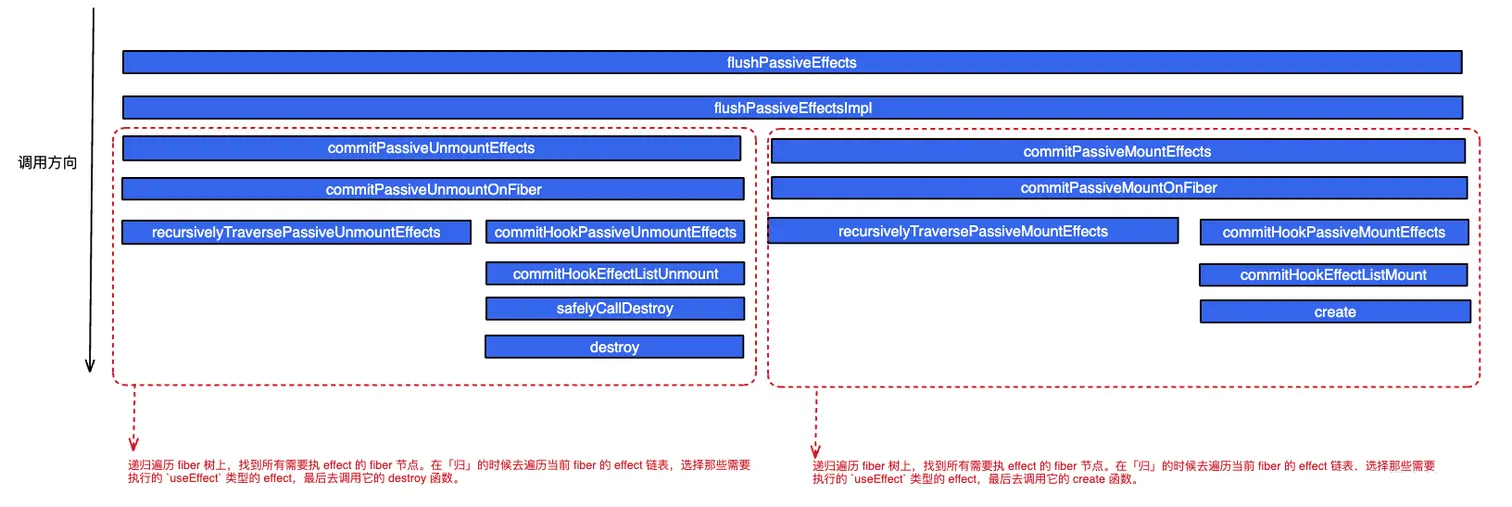 flushPassiveEffects
flushPassiveEffectsImpl
调用方向
commitPassiveUnmountEffects
commitPassiveUnmountOnFiber
recursivelyTraversePassiveUnmountEffects
commitHookPassiveUnmountEffects
commitHookEffectListUnmount
safelyCallDestroy
destroy
commitPassiveMountEffects
commitPassiveMountOnFiber
recursivelyTraversePassiveMountEffects
commitHookPassiveMountEffects
commitHookEffectListMount
create
递归遍历 fiber 树上，找到所有需要执 effect 的 fiber 节点。在「归」的时候去遍历当前 fiber 的 effect 链表，选择那些需要
执行的 `useEffect` 类型的 effect，最后去调用它的 destroy 函数。
递归遍历 fiber 树上，找到所有需要执 effect 的 fiber 节点。在「归」的时候去遍历当前 fiber 的 effect 链表，选择那些需要
执行的 `useEffect` 类型的 effect，最后去调用它的 create 函数。